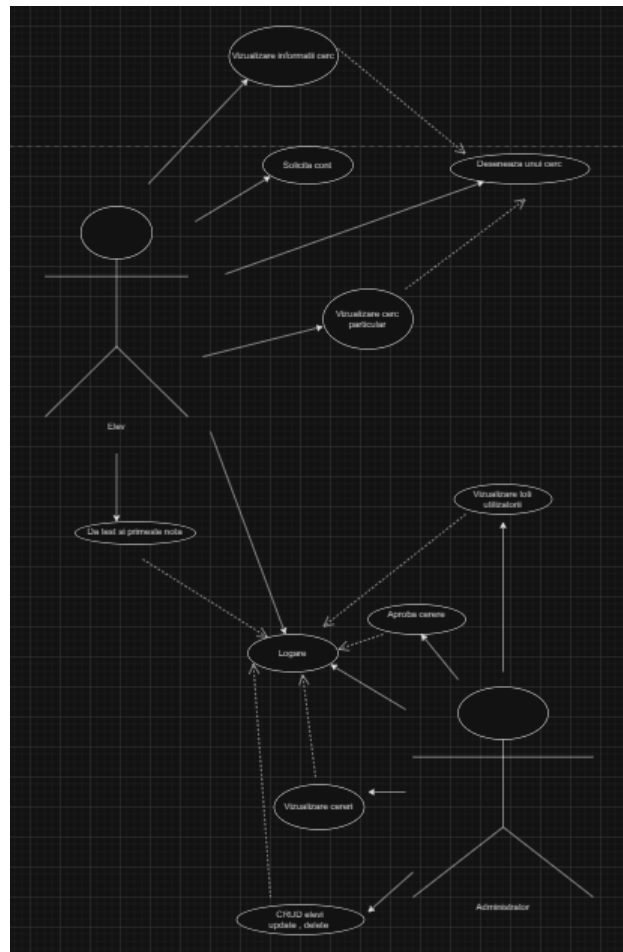 Vizualizare informatii cerc
Solicita cont
Deseneaza unui cerc
Vizualizare cerc
particular
Elev
Vizualizare toti
utilizatorii
Da test si primeste nota
Aproba cerere
Logare
Vizualizare cereri
Administrator
CRUD elevi
update , delete